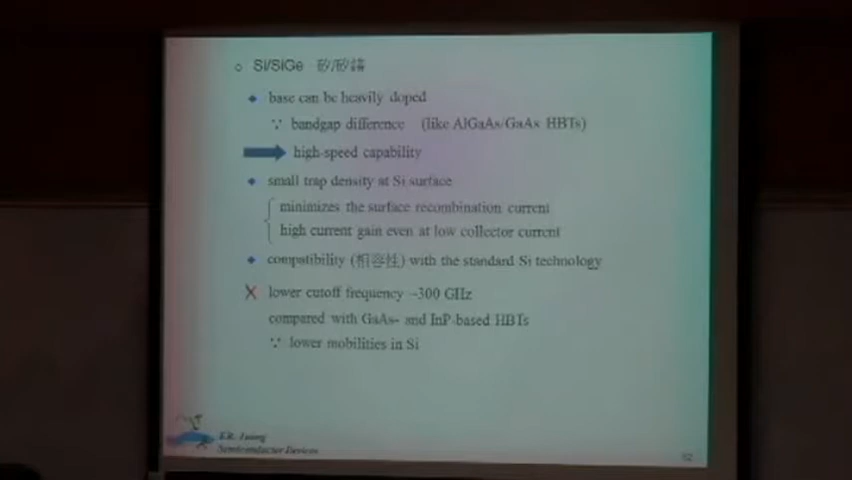 Si/SiGe 矽/矽鍺
base can be heavily doped
∵ bandgap difference (like AlGaAs/GaAs HBTs)
high-speed capability
small trap density at Si surface
minimizes the surface recombination current
high current gain even at low collector current
compatibility (相容性) with the standard Si technology
X lower cutoff frequency ~300 GHz
compared with GaAs- and InP-based HBTs
∵ lower mobilities in Si
Semiconductor Devices